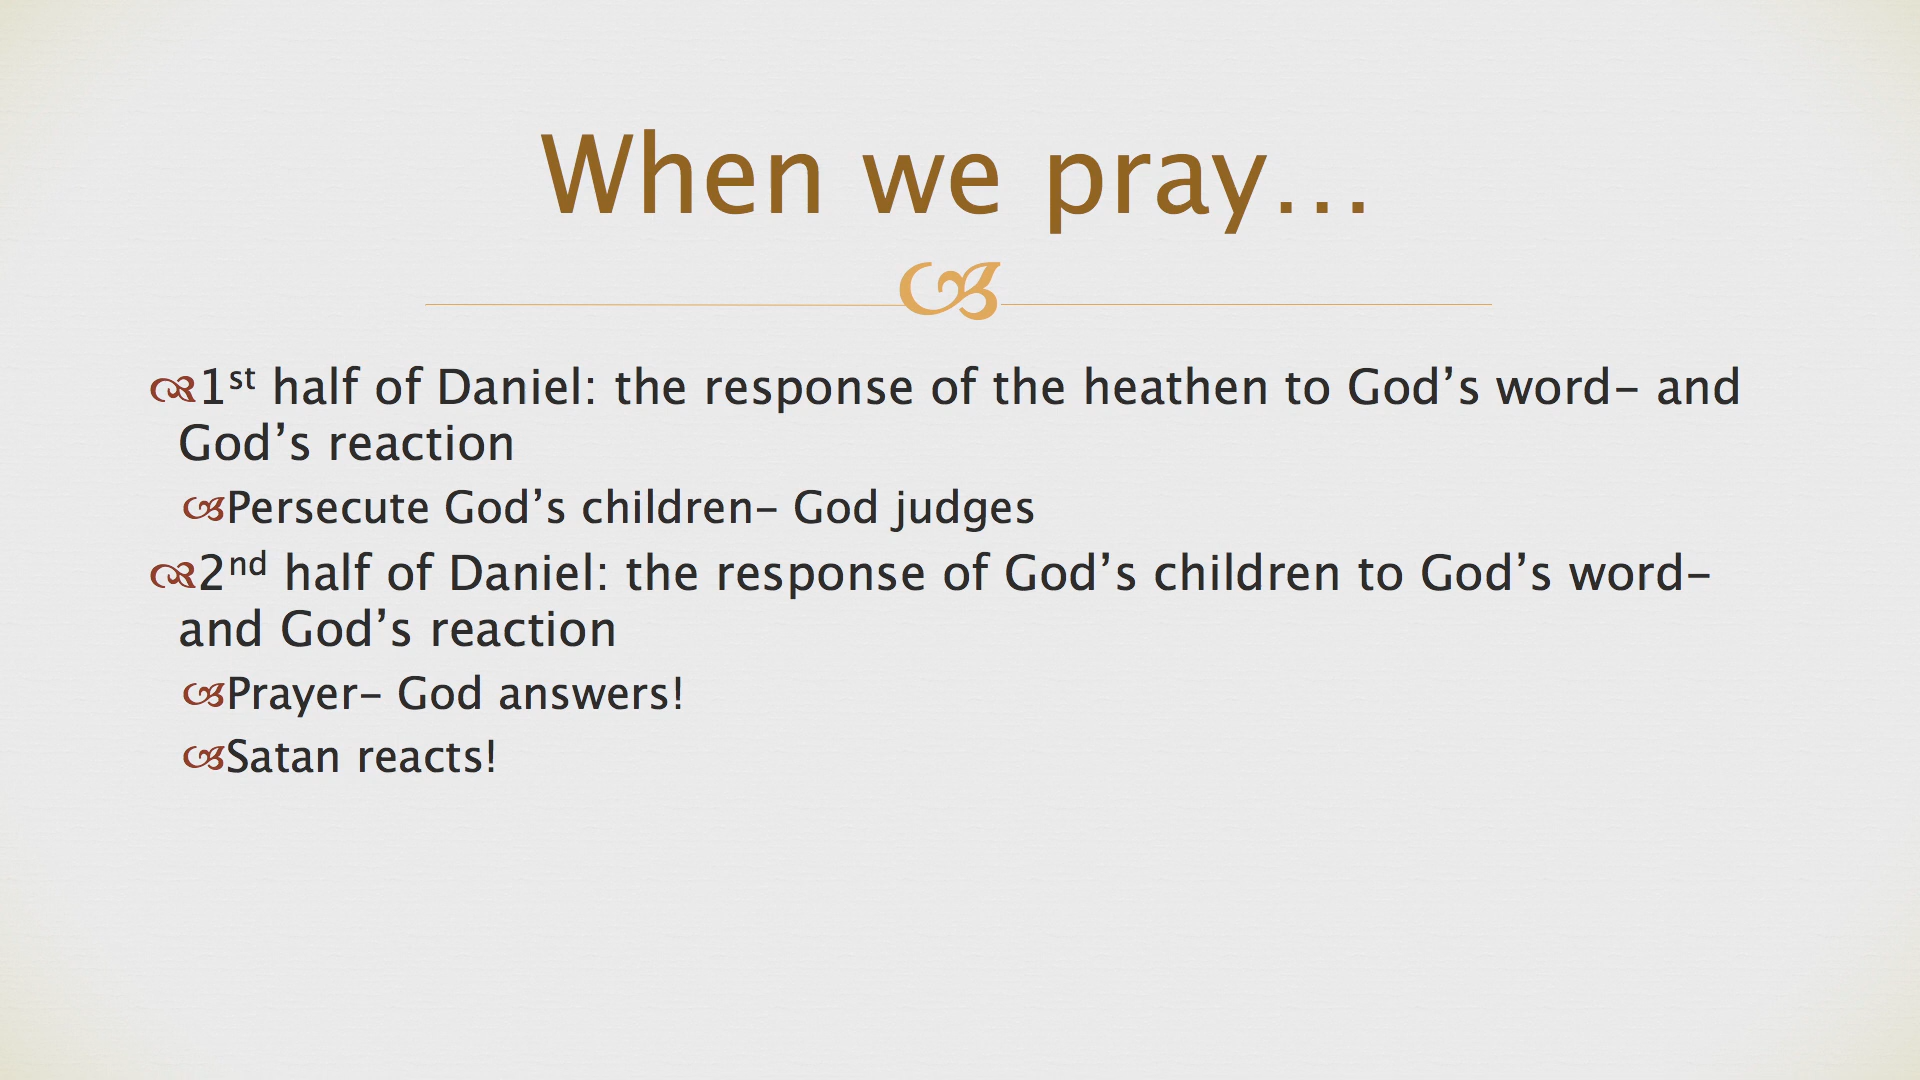 When we pray…
1st half of Daniel: the response of the heathen to God’s word– and
God’s reaction
Persecute God’s children– God judges
2nd half of Daniel: the response of God’s children to God’s word–
and God’s reaction
Prayer– God answers!
Satan reacts!